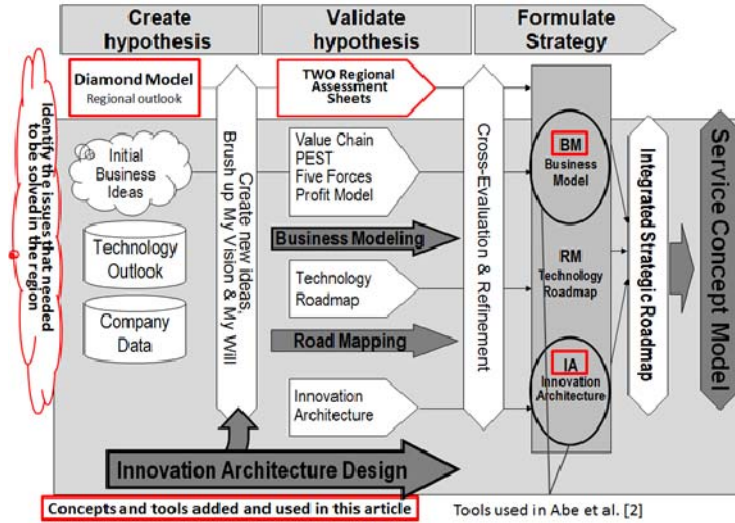 Create
hypothesis
Validate
hypothesis
Formulate
Strategy
Identify the issues that needed
to be solved in the region
Diamond Model
Regional outlook
TWO Regional
Assessment
Sheets
Initial
Business
Ideas
Technology
Outlook
Company
Data
Create new ideas,
Brush up My Vision & My Will
Value Chain
PEST
Five Forces
Profit Model
Business Modeling
Technology
Roadmap
Road Mapping
Innovation
Architecture
Cross-Evaluation & Refinement
BM
Business
Model
RM
Technology
Roadmap
IA
Innovation
Architecture
Integrated Strategic Roadmap
Service Concept Model
Innovation Architecture Design
Concepts and tools added and used in this article
Tools used in Abe et al. [2]